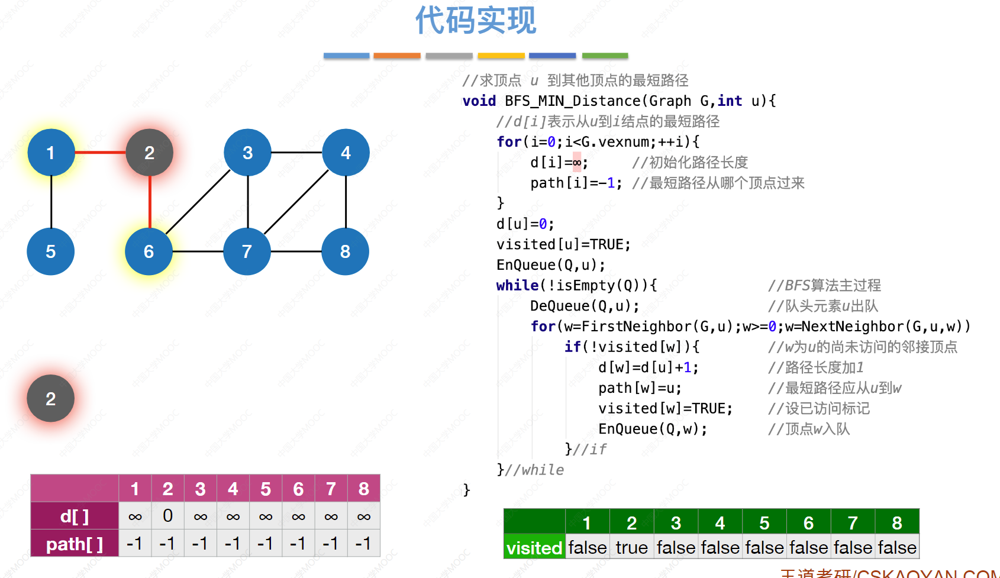 代码实现
//求顶点 u 到其他顶点的最短路径
void BFS_MIN_Distance(Graph G,int u){
//d[i]表示从u到i结点的最短路径
for(i=0;i<G.vexnum;++i){
d[i]=∞; //初始化路径长度
path[i]=-1; //最短路径从哪个顶点过来
}
d[u]=0;
visited[u]=TRUE;
EnQueue(Q,u);
while(!isEmpty(Q)){ //BFS算法主过程
DeQueue(Q,u); //队头元素u出队
for(w=FirstNeighbor(G,u);w>=0;w=NextNeighbor(G,u,w))
if(!visited[w]){ //w为u的尚未访问的邻接顶点
d[w]=d[u]+1; //路径长度加1
path[w]=u; //最短路径应从u到w
visited[w]=TRUE; //设已访问标记
EnQueue(Q,w); //顶点w入队
}//if
}//while
}
1 2 3 4
5 6 7 8
2
1 2 3 4 5 6 7 8
d[ ] ∞ 0 ∞ ∞ ∞ ∞ ∞ ∞
path[ ] -1 -1 -1 -1 -1 -1 -1 -1
1 2 3 4 5 6 7 8
visited false true false false false false false false
王道考研/CSKAOYAN.COM
中国大学MOOC